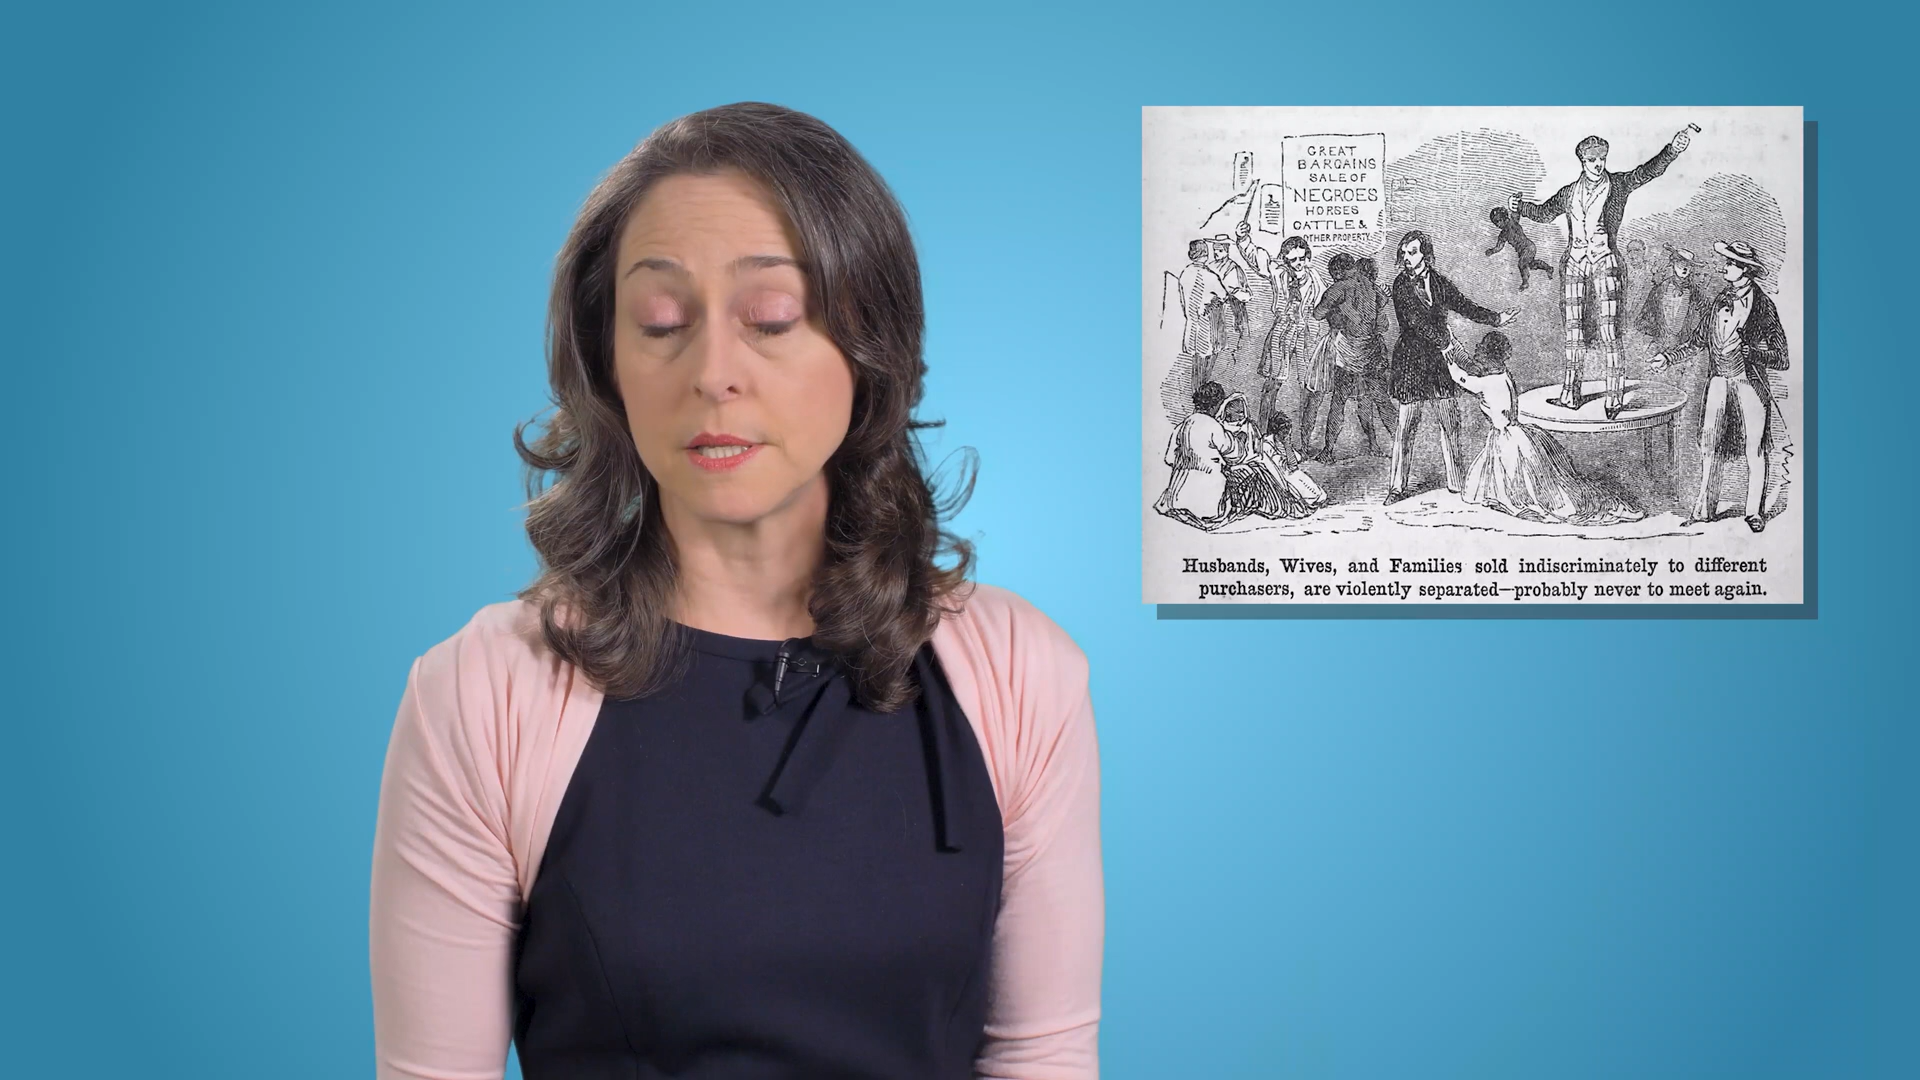 GREAT
BARGAINS
SALE OF
NEGROES
HORSES
CATTLE &
OTHER PROPERTY
Husbands, Wives, and Families sold indiscriminately to different
purchasers, are violently separated—probably never to meet again.